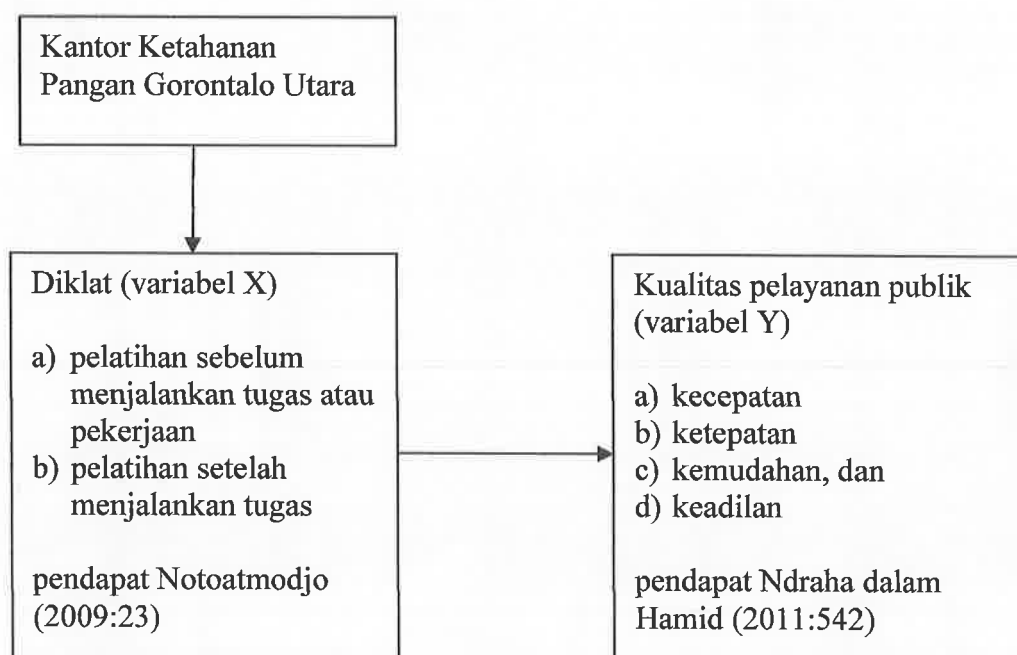 Kantor Ketahanan
Pangan Gorontalo Utara
Diklat (variabel X)
a) pelatihan sebelum
menjalankan tugas atau
pekerjaan
b) pelatihan setelah
menjalankan tugas
pendapat Notoatmodjo
(2009:23)
Kualitas pelayanan publik
(variabel Y)
a) kecepatan
b) ketepatan
c) kemudahan, dan
d) keadilan
pendapat Ndraha dalam
Hamid (2011:542)